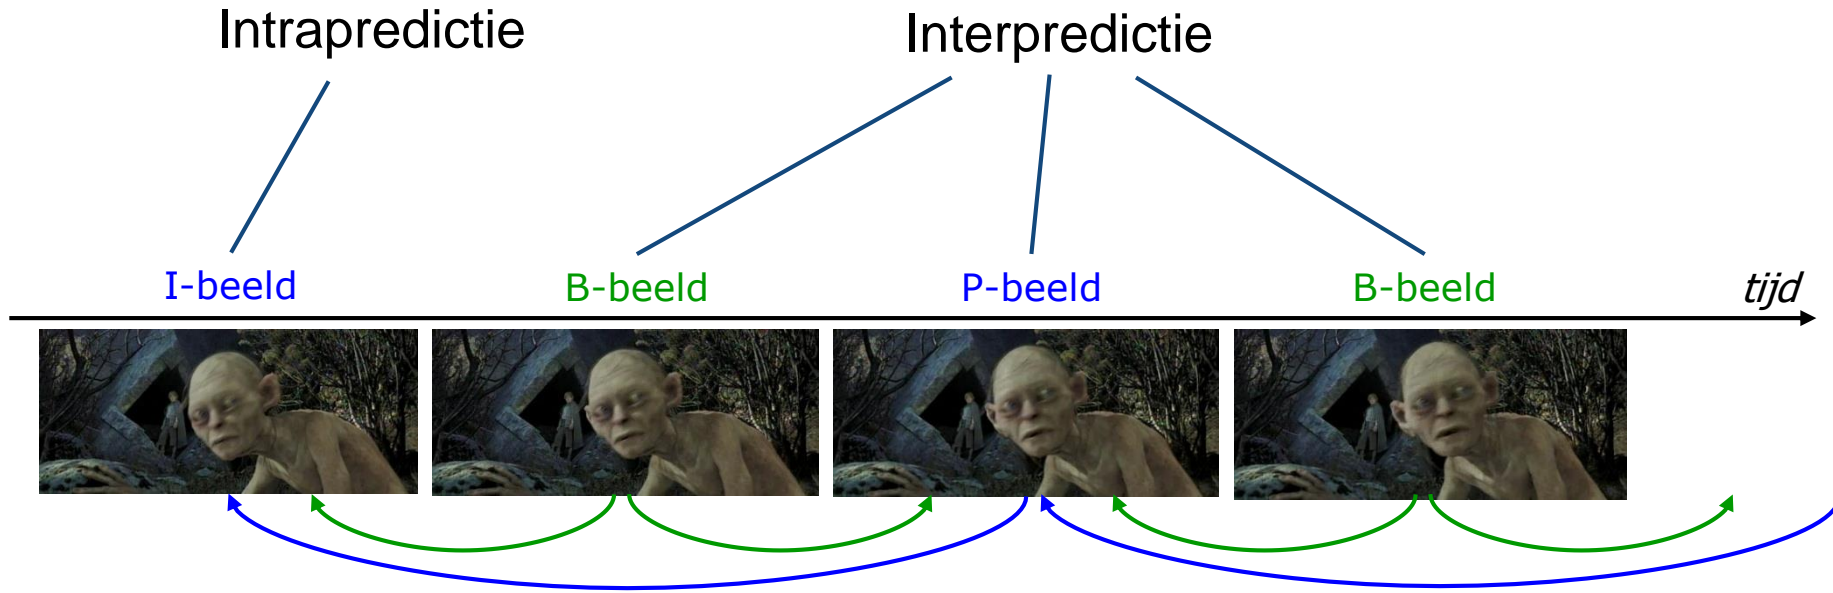 Intrapredictie
Interpredictie
I-beeld
B-beeld
P-beeld
B-beeld
tijd